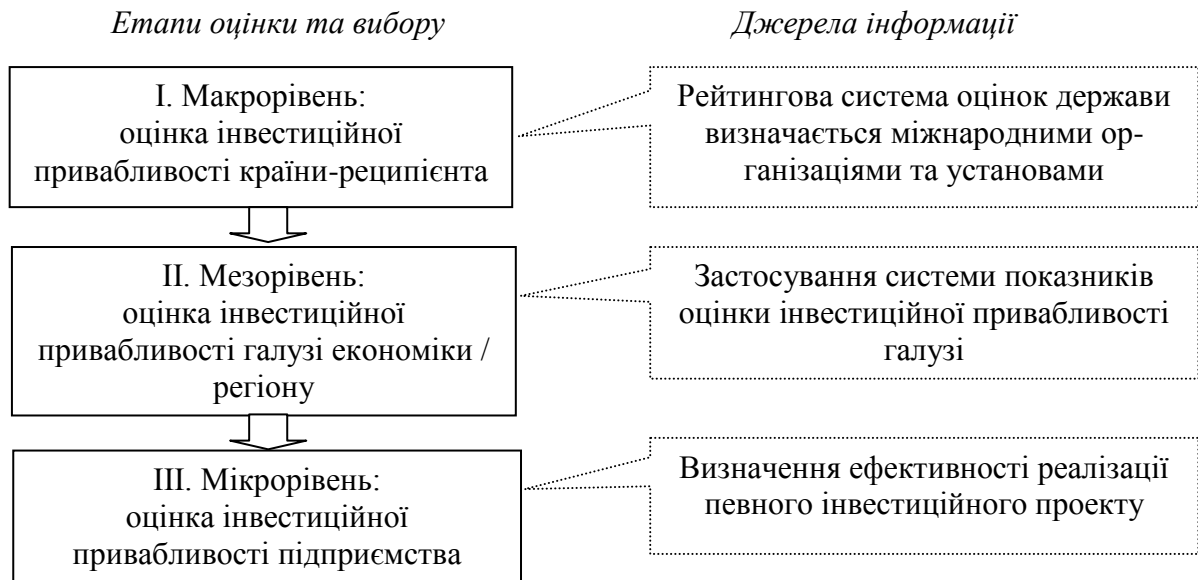 Етапи оцінки та вибору
Джерела інформації
І. Макрорівень:
оцінка інвестиційної
привабливості країни-реципієнта
Рейтингова система оцінок держави
визначається міжнародними ор-
ганізаціями та установами
ІІ. Мезорівень:
оцінка інвестиційної
привабливості галузі економіки /
регіону
Застосування системи показників
оцінки інвестиційної привабливості
галузі
ІІІ. Мікрорівень:
оцінка інвестиційної
привабливості підприємства
Визначення ефективності реалізації
певного інвестиційного проекту